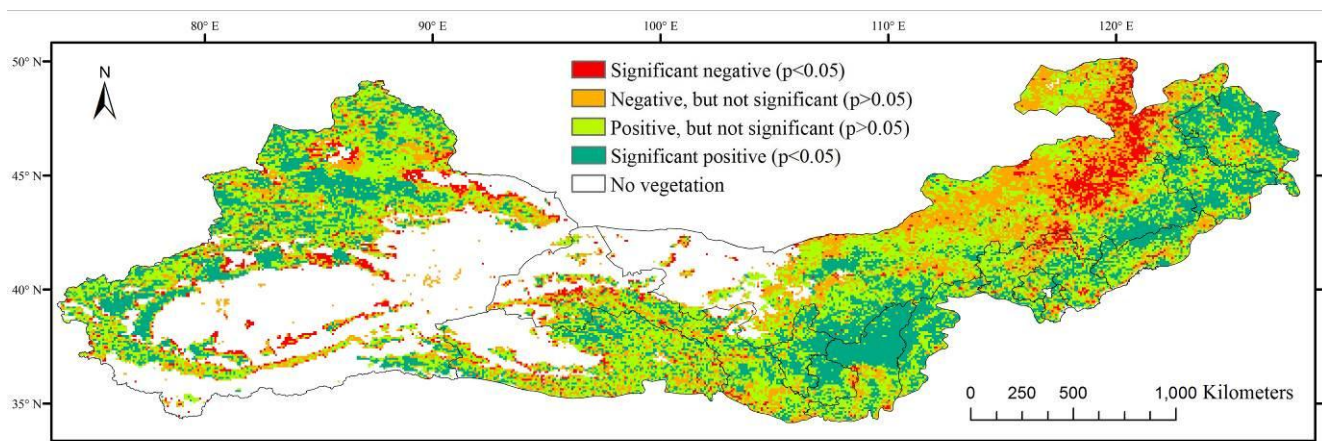 80° E 90° E 100° E 110° E 120° E
50° N
45° N
40° N
35° N
N
Significant negative (p<0.05)
Negative, but not significant (p>0.05)
Positive, but not significant (p>0.05)
Significant positive (p<0.05)
No vegetation
0 250 500 1,000 Kilometers